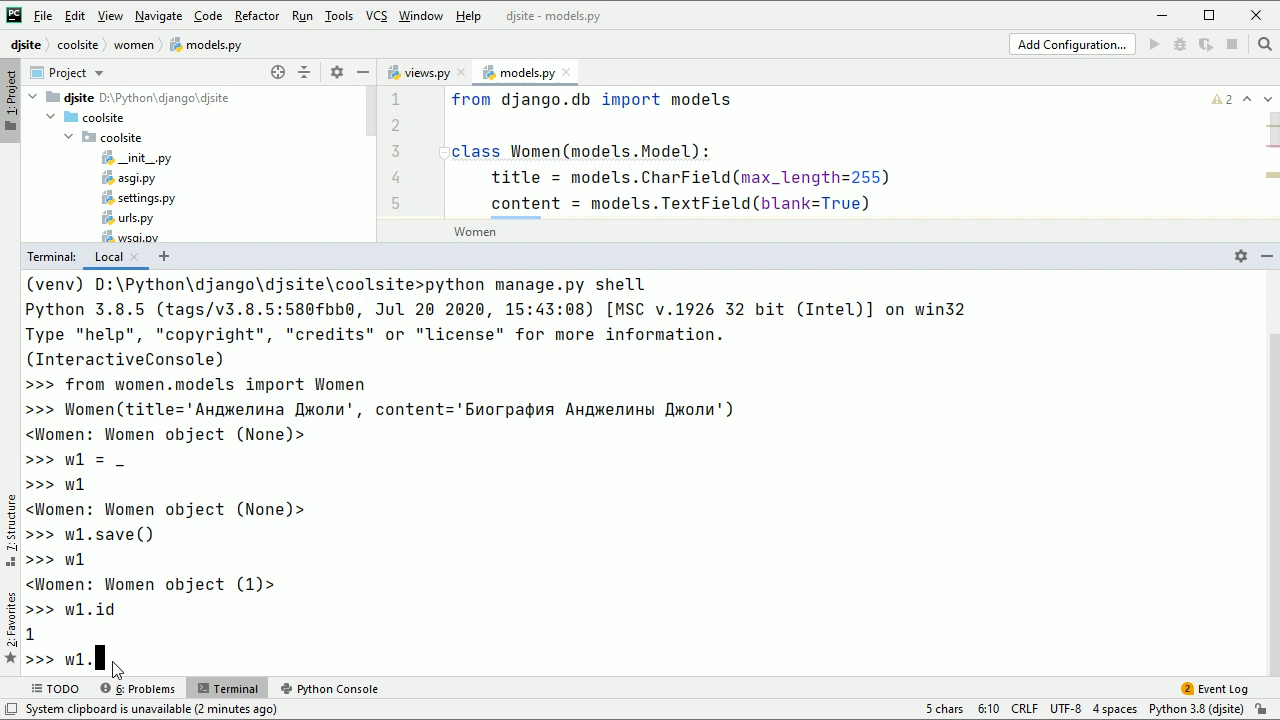 File Edit View Navigate Code Refactor Run Tools VCS Window Help djsite - models.py
djsite coolsite women models.py Add Configuration...
1: Project
Project
views.py models.py
djsite D:\Python\django\djsite
coolsite
coolsite
__init__.py
asgi.py
settings.py
urls.py
wsgi.py
1 from django.db import models
2
3 class Women(models.Model):
4 title = models.CharField(max_length=255)
5 content = models.TextField(blank=True)
2
Women
Terminal: Local
(venv) D:\Python\django\djsite\coolsite>python manage.py shell
Python 3.8.5 (tags/v3.8.5:580fbb0, Jul 20 2020, 15:43:08) [MSC v.1926 32 bit (Intel)] on win32
Type "help", "copyright", "credits" or "license" for more information.
(InteractiveConsole)
>>> from women.models import Women
>>> Women(title='Анджелина Джоли', content='Биография Анджелины Джоли')
<Women: Women object (None)>
>>> w1 = _
>>> w1
<Women: Women object (None)>
>>> w1.save()
>>> w1
<Women: Women object (1)>
>>> w1.id
1
>>> w1.
7: Structure
2: Favorites
TODO 6: Problems Terminal Python Console 2 Event Log
System clipboard is unavailable (2 minutes ago) 5 chars 6:10 CRLF UTF-8 4 spaces Python 3.8 (djsite)